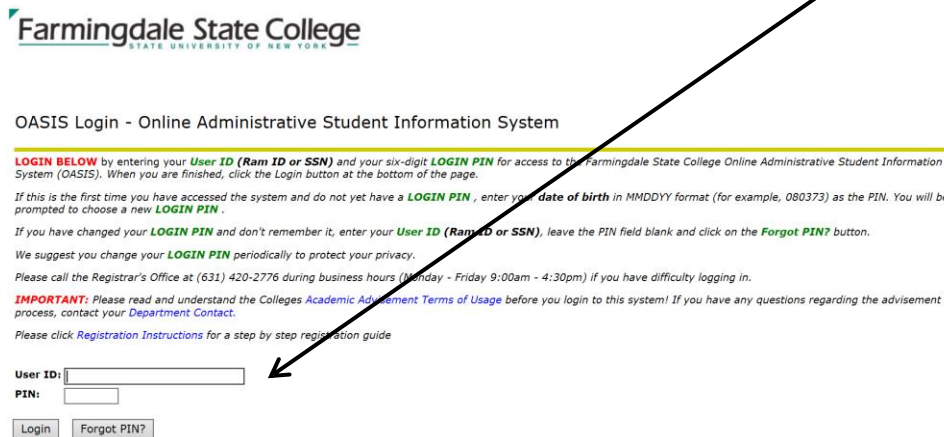 Farmingdale State College
STATE UNIVERSITY OF NEW YORK
OASIS Login - Online Administrative Student Information System
LOGIN BELOW by entering your User ID (Ram ID or SSN) and your six-digit LOGIN PIN for access to the Farmingdale State College Online Administrative Student Information
System (OASIS). When you are finished, click the Login button at the bottom of the page.
If this is the first time you have accessed the system and do not yet have a LOGIN PIN , enter your date of birth in MMDDYY format (for example, 080373) as the PIN. You will be
prompted to choose a new LOGIN PIN .
If you have changed your LOGIN PIN and don't remember it, enter your User ID (Ram ID or SSN), leave the PIN field blank and click on the Forgot PIN? button.
We suggest you change your LOGIN PIN periodically to protect your privacy.
Please call the Registrar's Office at (631) 420-2776 during business hours (Monday - Friday 9:00am - 4:30pm) if you have difficulty logging in.
IMPORTANT: Please read and understand the Colleges Academic Advisement Terms of Usage before you login to this system! If you have any questions regarding the advisement
process, contact your Department Contact.
Please click Registration Instructions for a step by step registration guide
User ID:
PIN:
Login Forgot PIN?